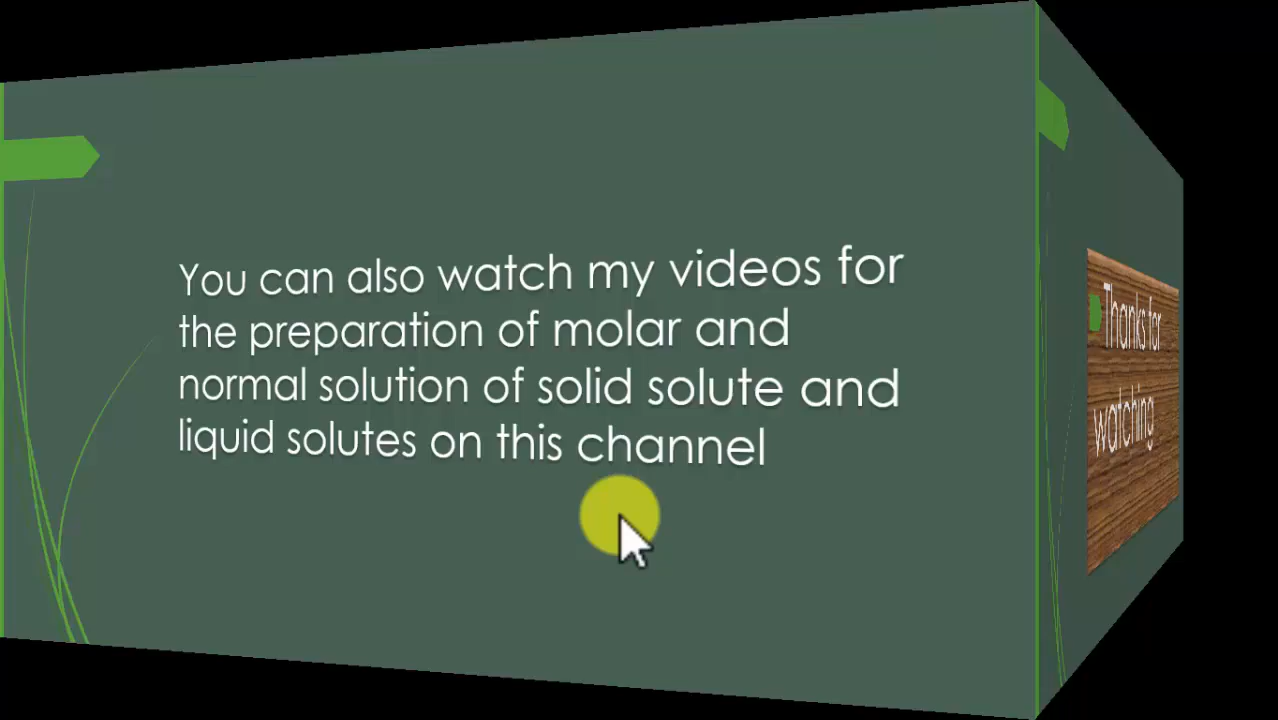 You can also watch my videos for
the preparation of molar and
normal solution of solid solute and
liquid solutes on this channel
Thanks for
watching